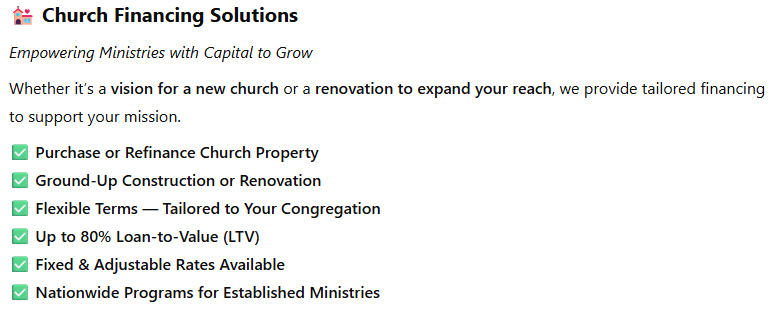 💒 Church Financing Solutions
Empowering Ministries with Capital to Grow
Whether it’s a vision for a new church or a renovation to expand your reach, we provide tailored financing
to support your mission.
✅ Purchase or Refinance Church Property
✅ Ground-Up Construction or Renovation
✅ Flexible Terms — Tailored to Your Congregation
✅ Up to 80% Loan-to-Value (LTV)
✅ Fixed & Adjustable Rates Available
✅ Nationwide Programs for Established Ministries